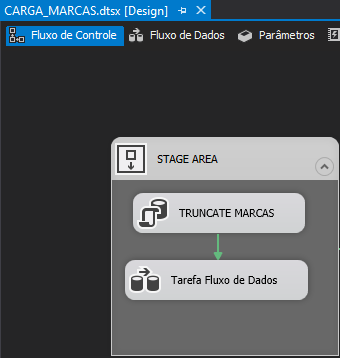 CARGA_MARCAS.dtsx [Design]
Fluxo de Controle Fluxo de Dados Parâmetros
STAGE AREA
TRUNCATE MARCAS
Tarefa Fluxo de Dados